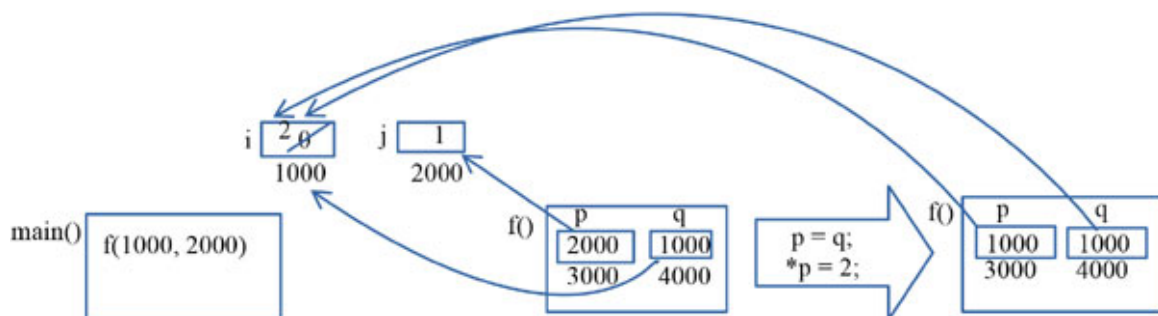 i 2 0 j 1
1000 2000
main() f(1000, 2000)
f() p q
2000 1000
3000 4000
p = q;
*p = 2;
f() p q
1000 1000
3000 4000